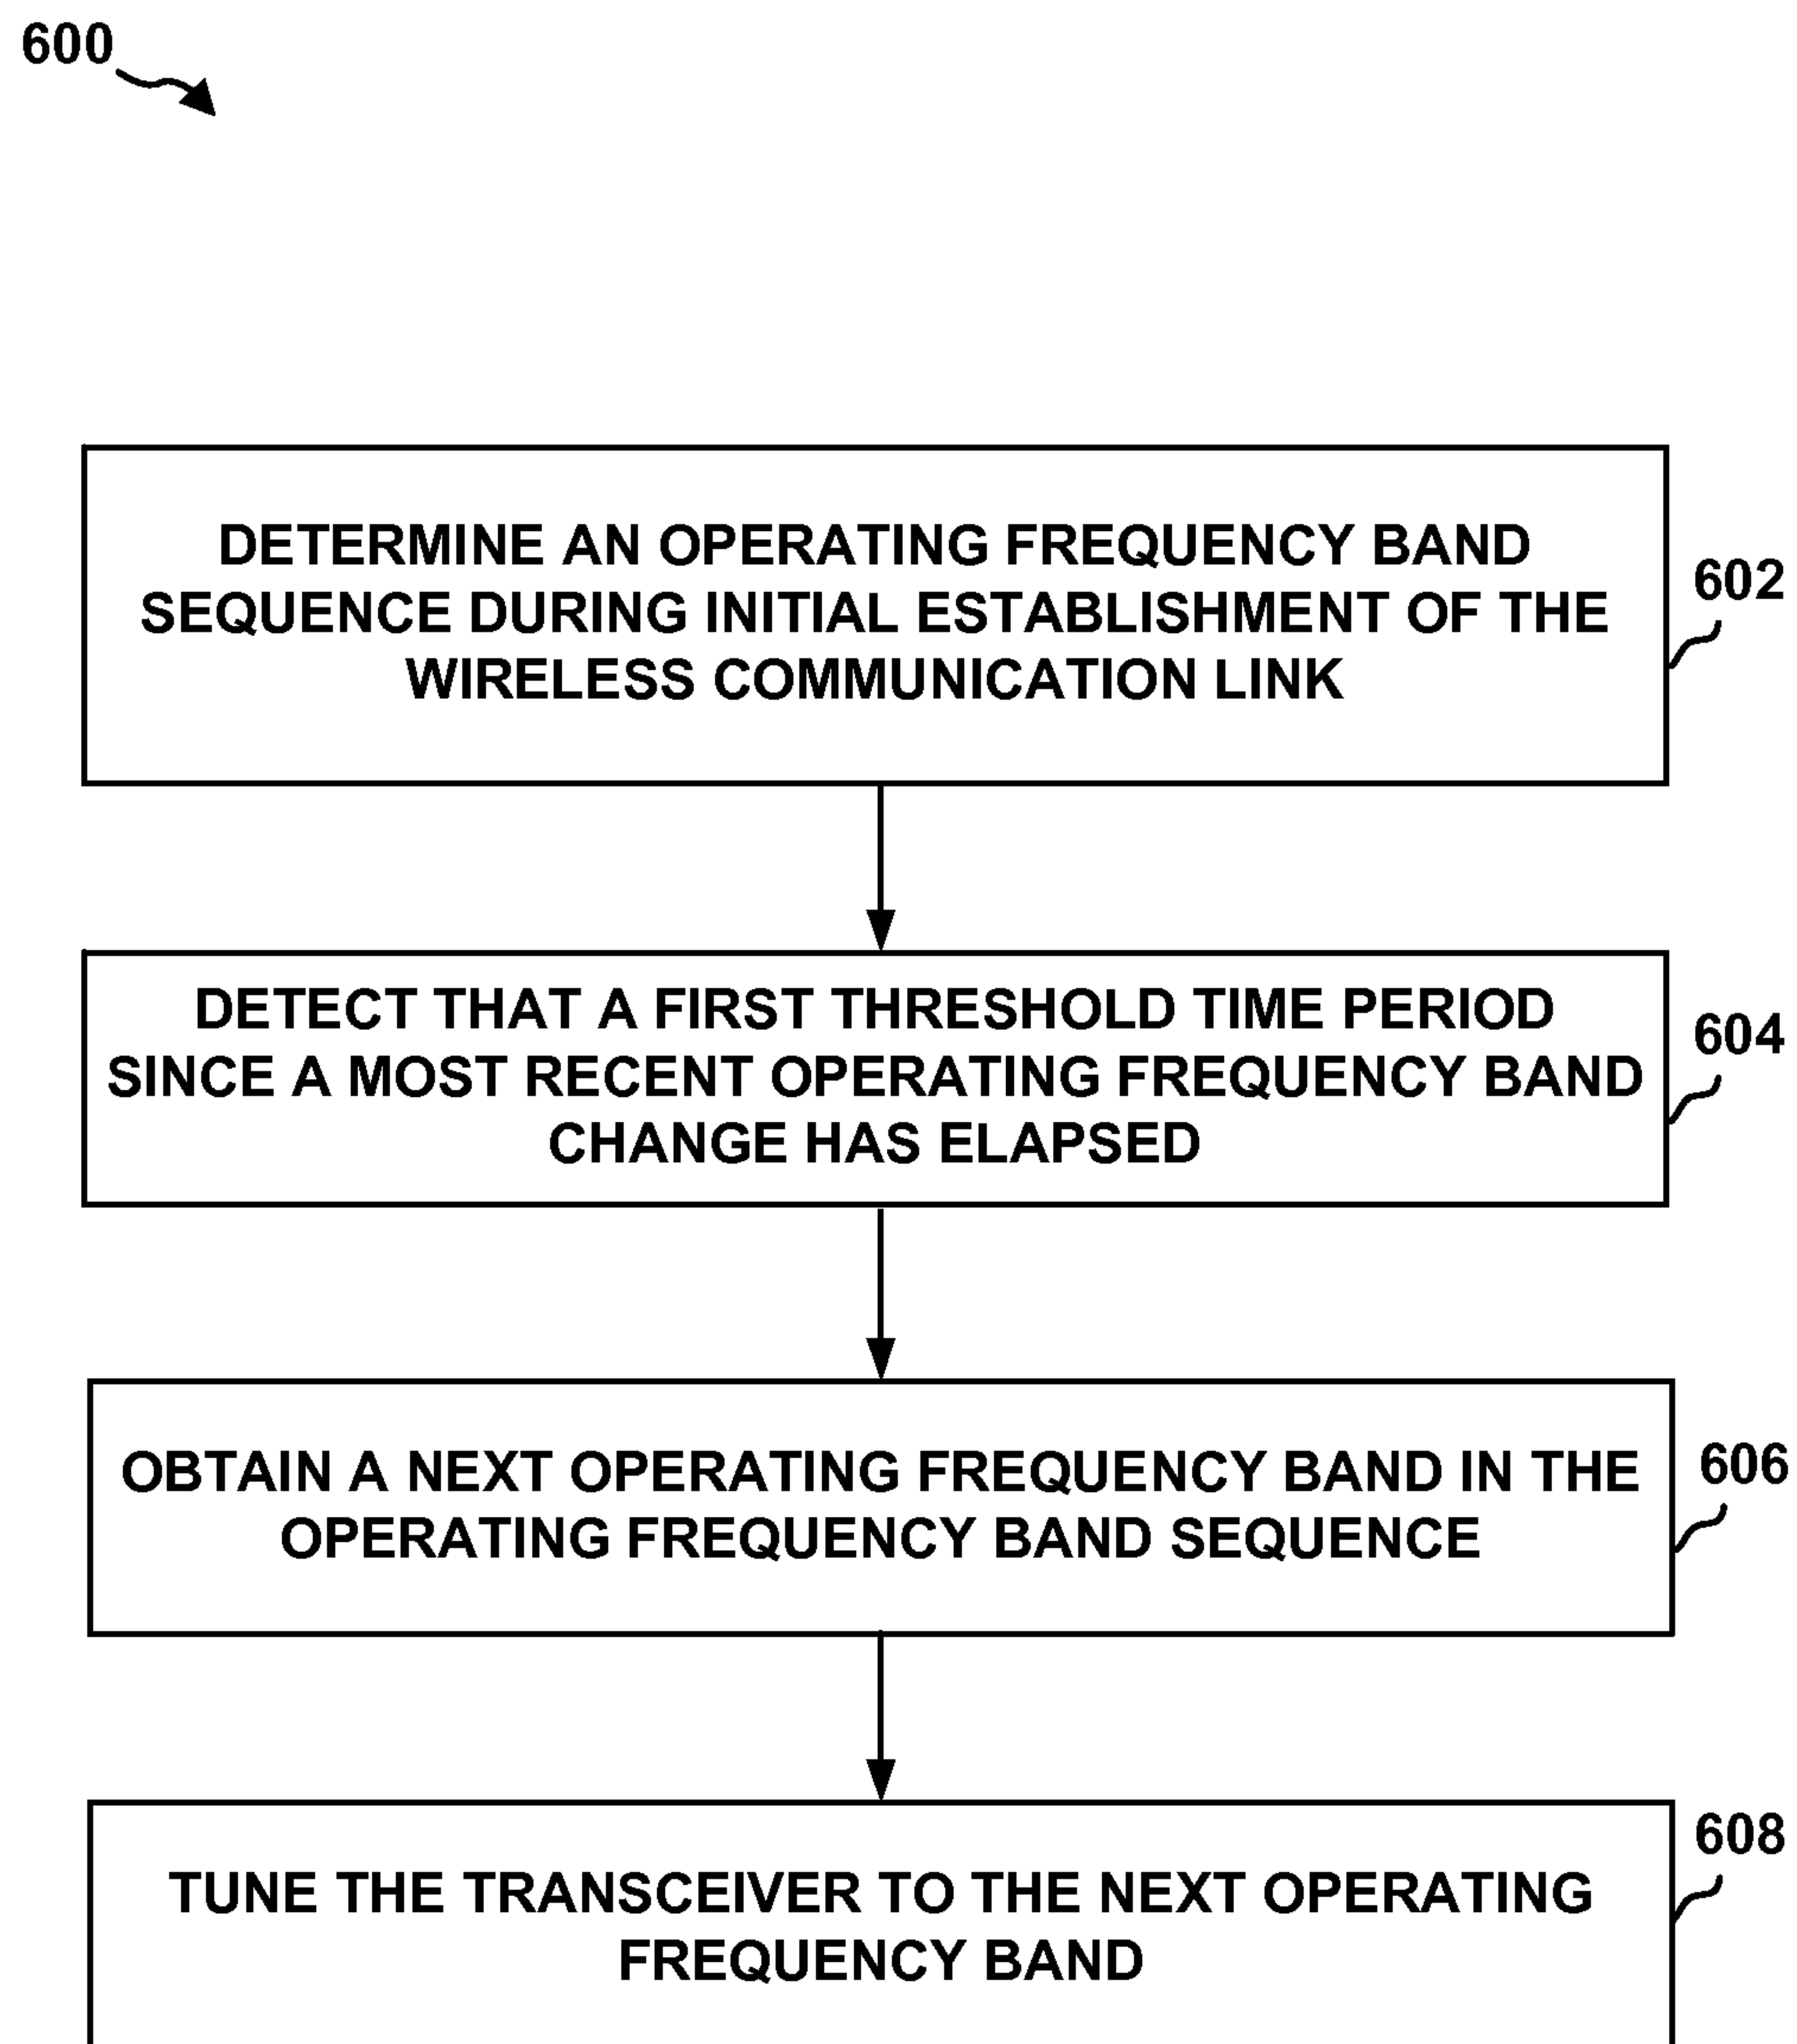 600
DETERMINE AN OPERATING FREQUENCY BAND
SEQUENCE DURING INITIAL ESTABLISHMENT OF THE
WIRELESS COMMUNICATION LINK
602
DETECT THAT A FIRST THRESHOLD TIME PERIOD
SINCE A MOST RECENT OPERATING FREQUENCY BAND
CHANGE HAS ELAPSED
604
OBTAIN A NEXT OPERATING FREQUENCY BAND IN THE
OPERATING FREQUENCY BAND SEQUENCE
606
TUNE THE TRANSCEIVER TO THE NEXT OPERATING
FREQUENCY BAND
608